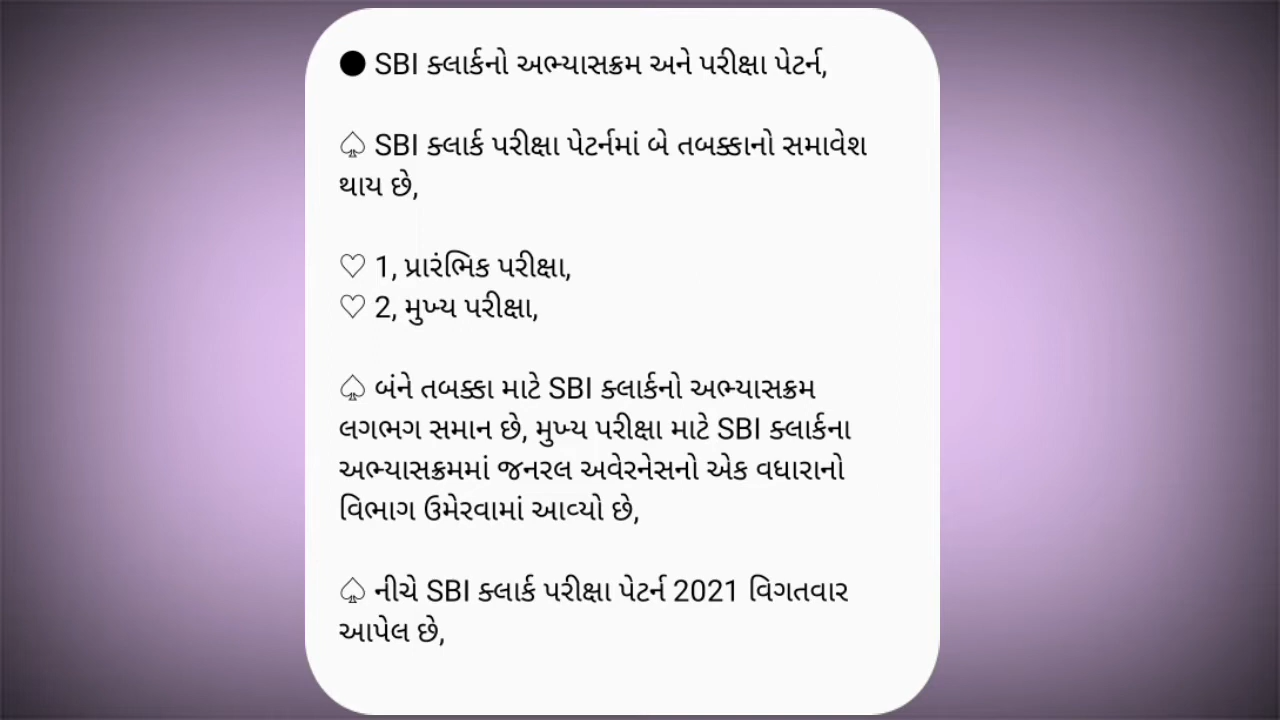 ● SBI ક્લાર્કનો અભ્યાસક્રમ અને પરીક્ષા પેટર્ન,
♤ SBI ક્લાર્ક પરીક્ષા પેટર્નમાં બે તબક્કાનો સમાવેશ
થાય છે,
♡ 1, પ્રારંભિક પરીક્ષા,
♡ 2, મુખ્ય પરીક્ષા,
♤ બંને તબક્કા માટે SBI ક્લાર્કનો અભ્યાસક્રમ
લગભગ સમાન છે, મુખ્ય પરીક્ષા માટે SBI ક્લાર્કના
અભ્યાસક્રમમાં જનરલ અવેરનેસનો એક વધારાનો
વિભાગ ઉમેરવામાં આવ્યો છે,
♤ નીચે SBI ક્લાર્ક પરીક્ષા પેટર્ન 2021 વિગતવાર
આપેલ છે,